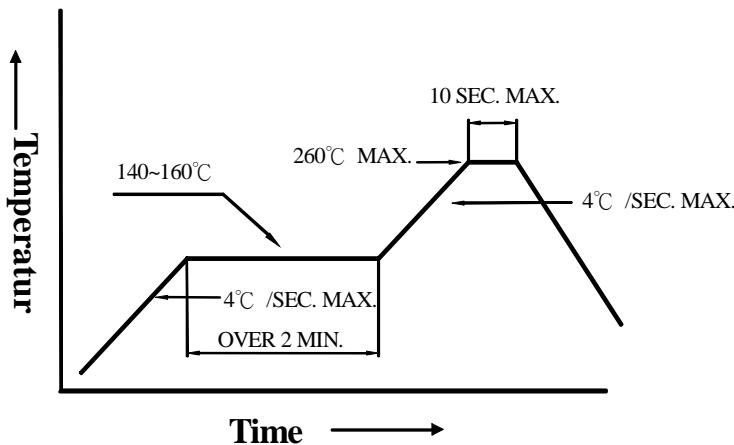 10 SEC. MAX.
260℃ MAX.
140~160℃
4℃ /SEC. MAX.
4℃ /SEC. MAX.
OVER 2 MIN.
Temperatur
Time